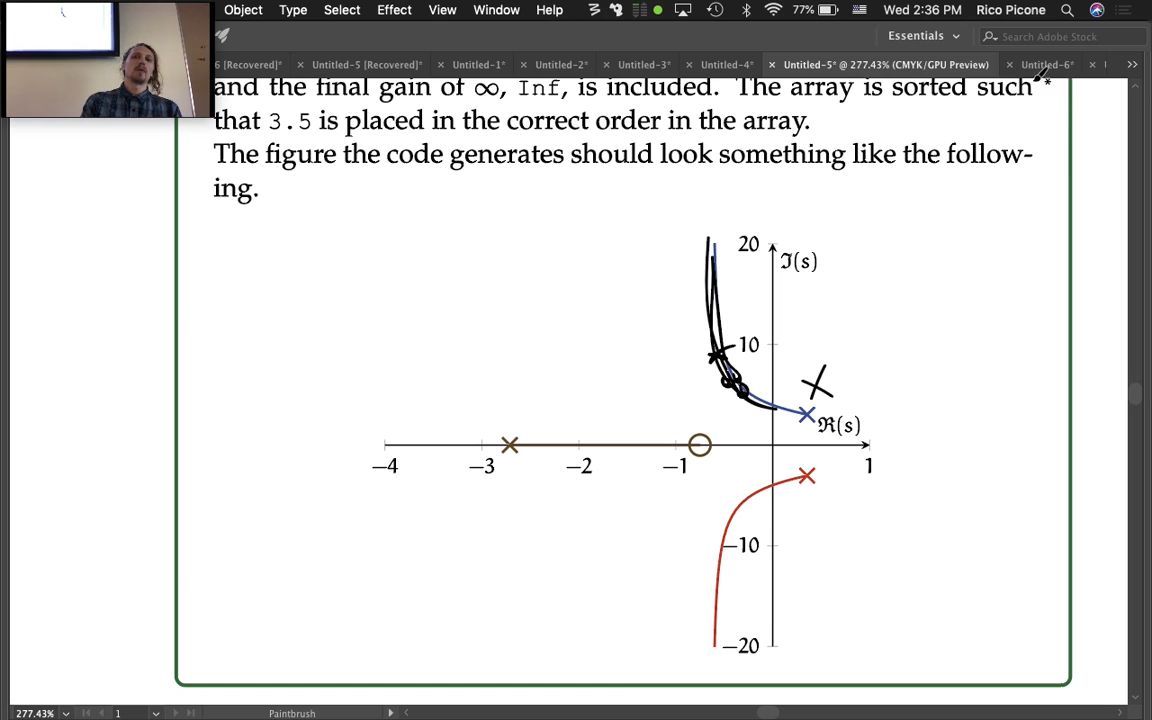 Object Type Select Effect View Window Help 77% Wed 2:36 PM Rico Picone
Essentials Search Adobe Stock
6 [Recovered]* × Untitled-5 [Recovered]* × Untitled-1* × Untitled-2* × Untitled-3* × Untitled-4* × Untitled-5* @ 277.43% (CMYK/GPU Preview) × Untitled-6* ×
and the final gain of ∞, Inf, is included. The array is sorted such
that 3.5 is placed in the correct order in the array.
The figure the code generates should look something like the follow-
ing.
20
ℑ(s)
10
ℜ(s)
−4 −3 −2 −1 1
−10
−20
277.43% 1 Paintbrush